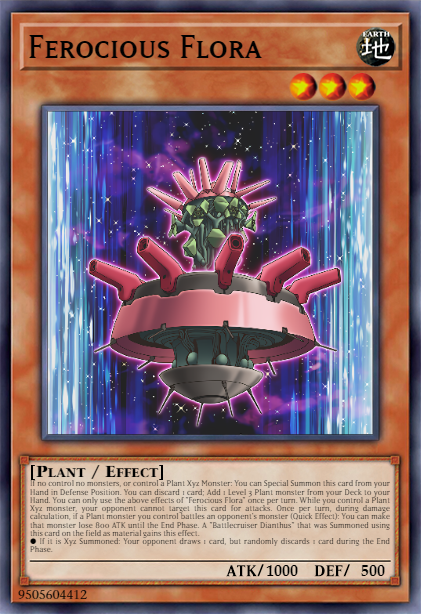 Ferocious Flora
EARTH
地
[Plant / Effect]
If no control no monsters, or control a Plant Xyz Monster: You can Special Summon this card from your
Hand in Defense Position. You can discard 1 card; Add 1 Level 3 Plant monster from your Deck to your
Hand. You can only use the above effects of "Ferocious Flora" once per turn. While you control a Plant
Xyz monster, your opponent cannot target this card for attacks. Once per turn, during damage
calculation, if a Plant monster you control battles an opponent's monster (Quick Effect): You can make
that monster lose 800 ATK until the End Phase. A "Battlecruiser Dianthus" that was Summoned using
this card on the field as material gains this effect.
● If it is Xyz Summoned: Your opponent draws 1 card, but randomly discards 1 card during the End
Phase.
ATK/1000 DEF/ 500
9505604412